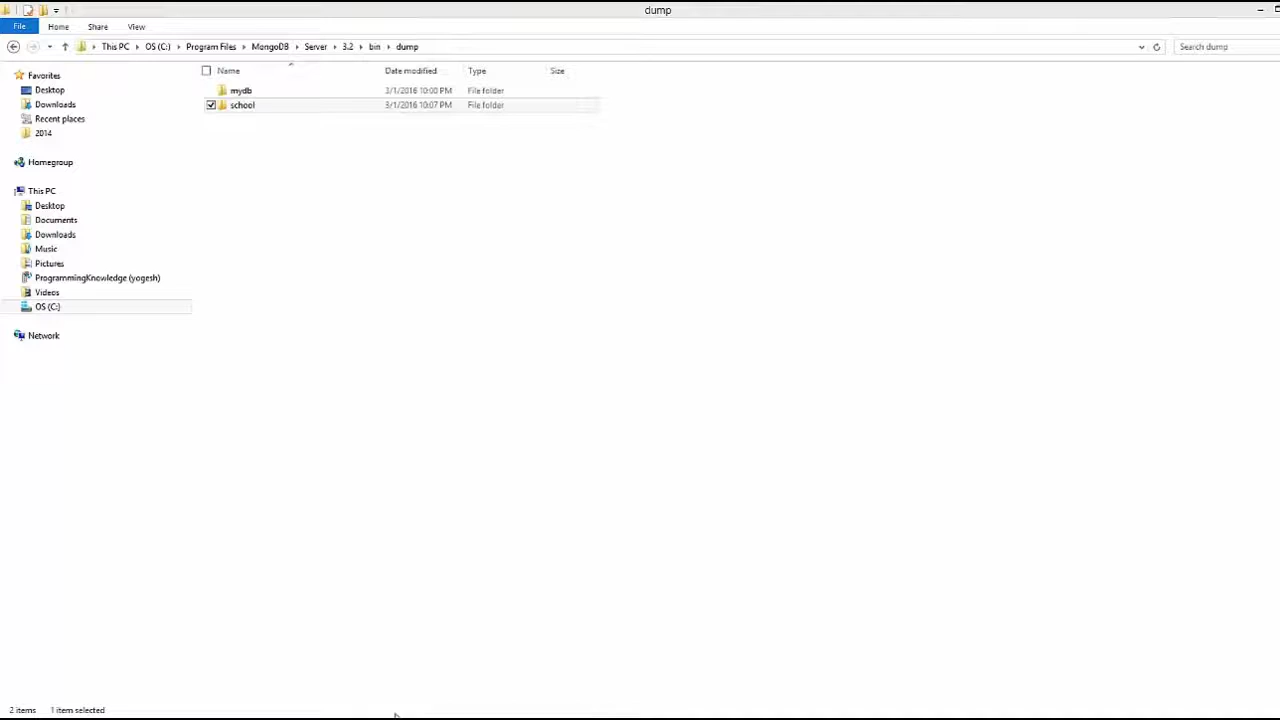 dump
File Home Share View
This PC OS (C:) Program Files MongoDB Server 3.2 bin dump Search dump
Name Date modified Type Size
Favorites
Desktop
Downloads
Recent places
2014
Homegroup
This PC
Desktop
Documents
Downloads
Music
Pictures
ProgrammingKnowledge (yogesh)
Videos
OS (C:)
Network
mydb 3/1/2016 10:00 PM File folder
school 3/1/2016 10:07 PM File folder
2 items 1 item selected